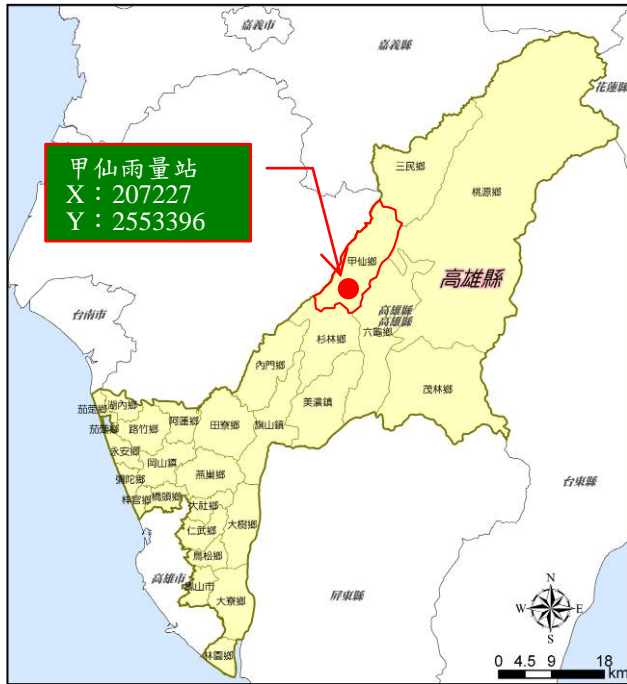 嘉義市
嘉義縣
花蓮縣
甲仙雨量站
X：207227
Y：2553396
三民鄉
桃源鄉
甲仙鄉
高雄縣
台南市
高雄縣
高雄縣
六龜鄉
杉林鄉
內門鄉
茂林鄉
美濃鎮
茄萣鄉
湖內鄉
阿蓮鄉
田寮鄉
旗山鎮
茄萣鄉
路竹鄉
永安鄉
岡山鎮
燕巢鄉
彌陀鄉
台東縣
梓官鄉
橋頭鄉
大社鄉
大樹鄉
仁武鄉
鳥松鄉
高雄市
鳳山市
大寮鄉
屏東縣
林園鄉
N
W
E
S
0 4.5 9 18
km